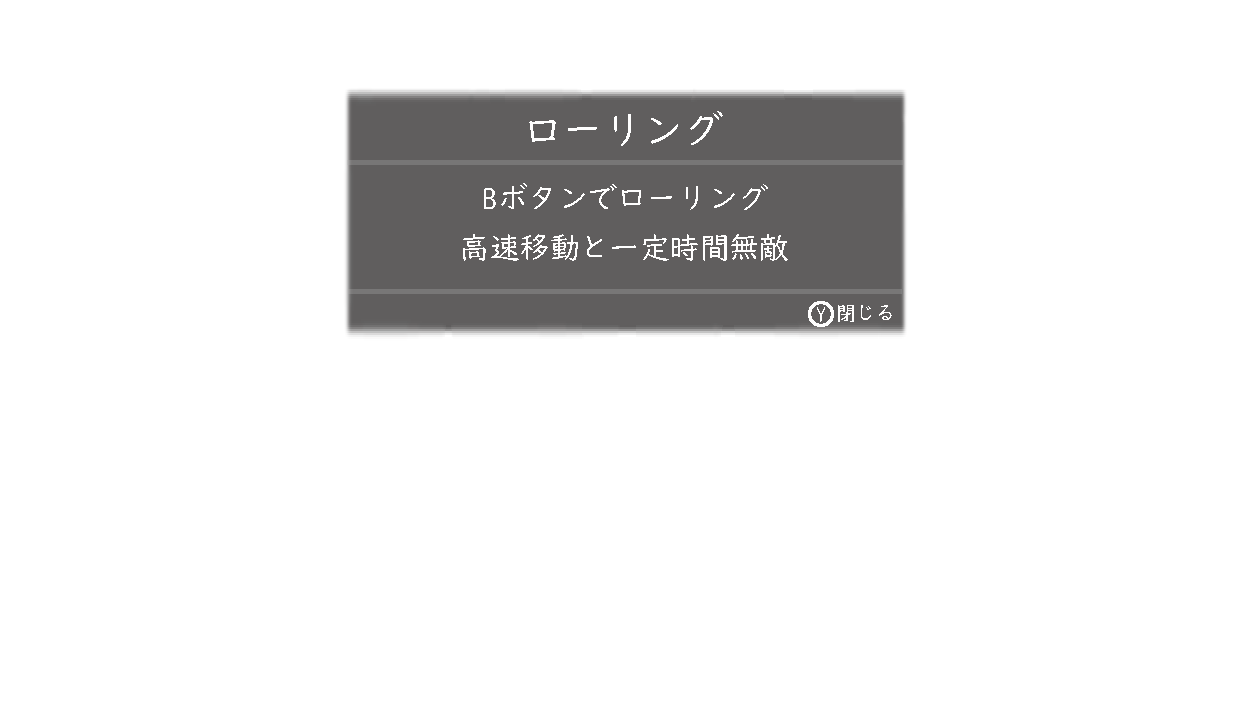 ローリング
Bボタンでローリング
高速移動と一定時間無敵
Y閉じる